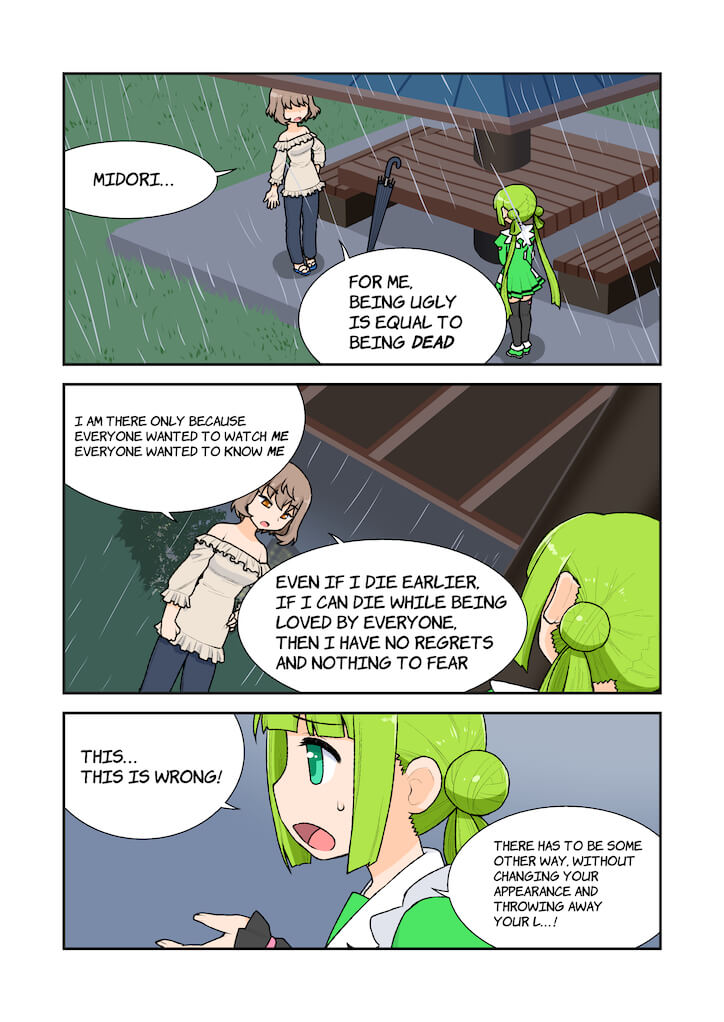 MIDORI...
FOR ME,
BEING UGLY
IS EQUAL TO
BEING DEAD
I AM THERE ONLY BECAUSE
EVERYONE WANTED TO WATCH ME
EVERYONE WANTED TO KNOW ME
EVEN IF I DIE EARLIER,
IF I CAN DIE WHILE BEING
LOVED BY EVERYONE,
THEN I HAVE NO REGRETS
AND NOTHING TO FEAR
THIS...
THIS IS WRONG!
THERE HAS TO BE SOME
OTHER WAY, WITHOUT
CHANGING YOUR
APPEARANCE AND
THROWING AWAY
YOUR L...!